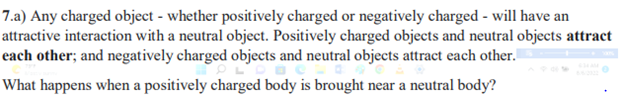 7.a) Any charged object - whether positively charged or negatively charged - will have an
attractive interaction with a neutral object. Positively charged objects and neutral objects attract
each other; and negatively charged objects and neutral objects attract each other.
What happens when a positively charged body is brought near a neutral body?